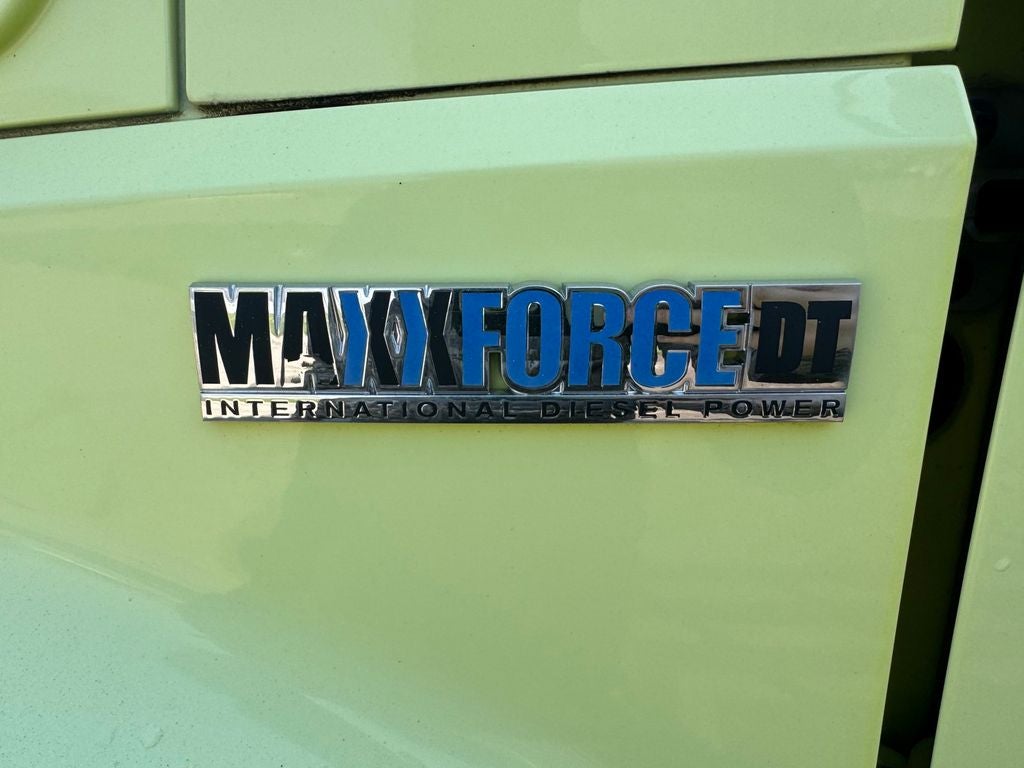 MAXXFORCE DT
INTERNATIONAL DIESEL POWER